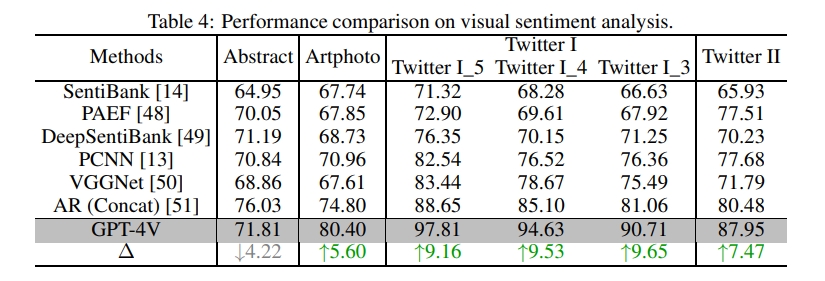 Table 4: Performance comparison on visual sentiment analysis.
Methods Abstract Artphoto Twitter I Twitter II
Twitter I_5 Twitter I_4 Twitter I_3
SentiBank [14] 64.95 67.74 71.32 68.28 66.63 65.93
PAEF [48] 70.05 67.85 72.90 69.61 67.92 77.51
DeepSentiBank [49] 71.19 68.73 76.35 70.15 71.25 70.23
PCNN [13] 70.84 70.96 82.54 76.52 76.36 77.68
VGGNet [50] 68.86 67.61 83.44 78.67 75.49 71.79
AR (Concat) [51] 76.03 74.80 88.65 85.10 81.06 80.48
GPT-4V 71.81 80.40 97.81 94.63 90.71 87.95
Δ ↓4.22 ↑5.60 ↑9.16 ↑9.53 ↑9.65 ↑7.47